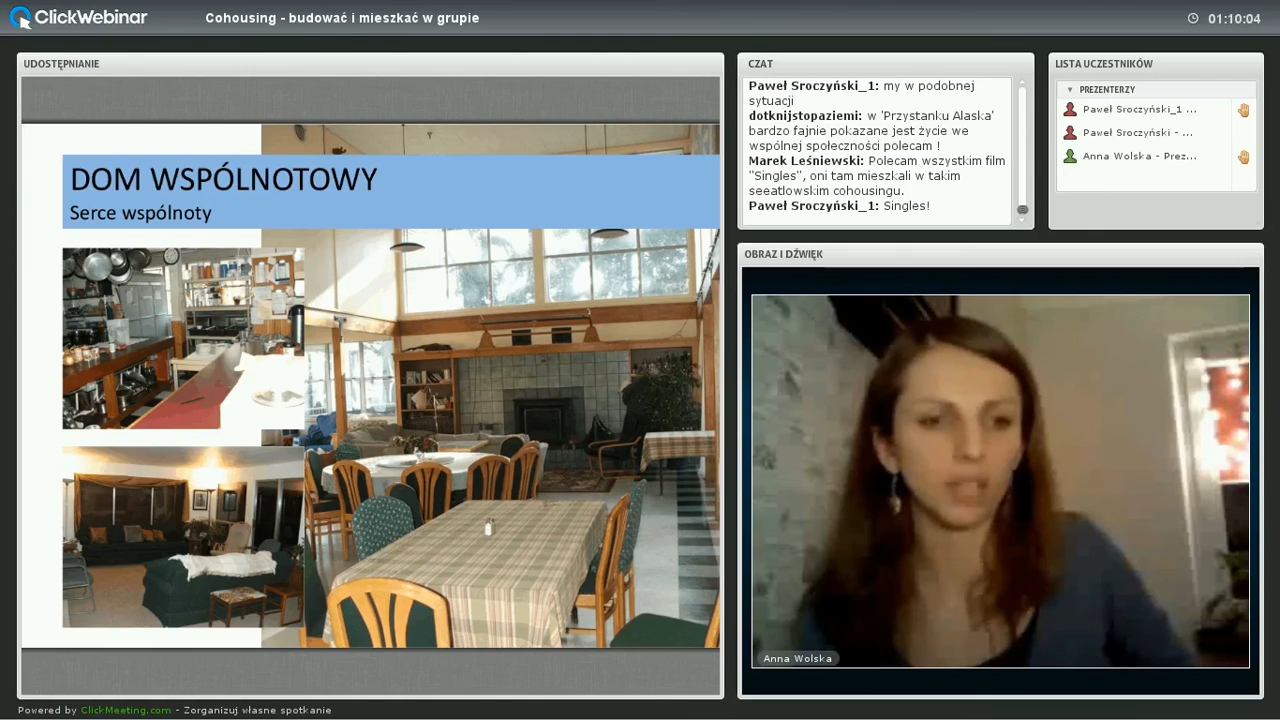 ClickWebinar
Cohousing - budować i mieszkać w grupie
01:10:04
UDOSTĘPNIANIE
DOM WSPÓLNOTOWY
Serce wspólnoty
CZAT
Paweł Sroczyński_1: my w podobnej
sytuacji
dotknijstopaziemi: w 'Przystanku Alaska'
bardzo fajnie pokazane jest życie we
wspólnej społeczności polecam !
Marek Leśniewski: Polecam wszystkim film
"Singles", oni tam mieszkali w takim
seeatlowskim cohousingu.
Paweł Sroczyński_1: Singles!
LISTA UCZESTNIKÓW
PREZENTERZY
Paweł Sroczyński_1 ...
Paweł Sroczyński - ...
Anna Wolska - Prez...
OBRAZ I DŹWIĘK
Anna Wolska
Powered by ClickMeeting.com - Zorganizuj własne spotkanie